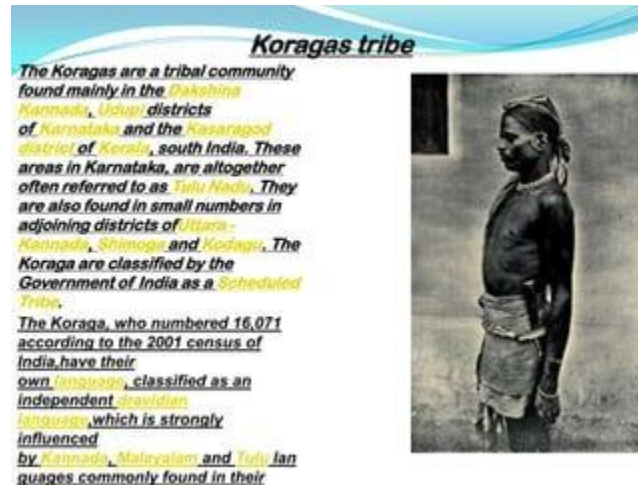 Koragas tribe
The Koragas are a tribal community
found mainly in the Dakshina
Kannada, Udupi districts
of Karnataka and the Kasaragod
district of Kerala, south India. These
areas in Karnataka, are altogether
often referred to as Tulu Nadu. They
are also found in small numbers in
adjoining districts of Uttara -
Kannada, Shimoga and Kodagu. The
Koraga are classified by the
Government of India as a Scheduled
Tribe.
The Koraga, who numbered 16,071
according to the 2001 census of
India,have their
own language, classified as an
independent dravidian
language,which is strongly
influenced
by Kannada, Malayalam and Tulu lan
guages commonly found in their